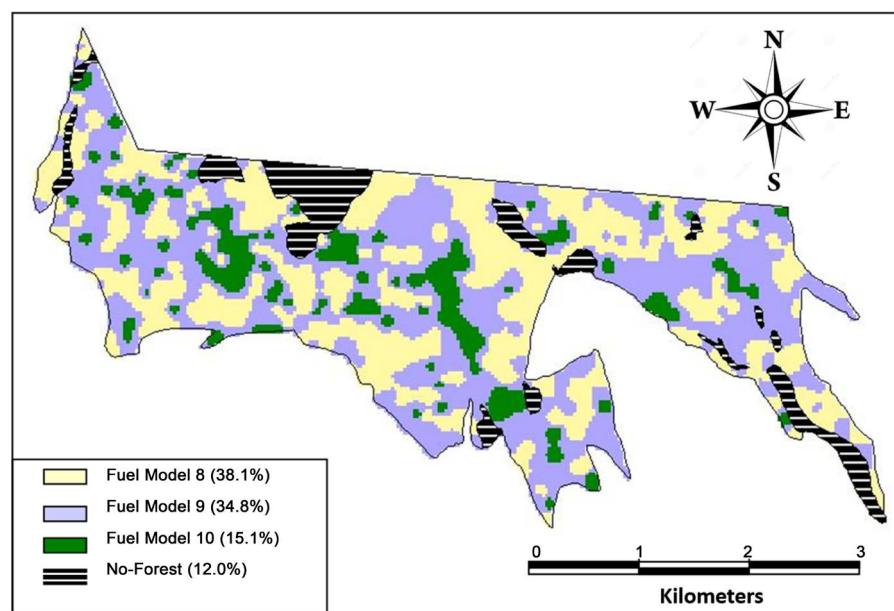 N
W E
S
Fuel Model 8 (38.1%)
Fuel Model 9 (34.8%)
Fuel Model 10 (15.1%)
No-Forest (12.0%)
0 1 2 3
Kilometers